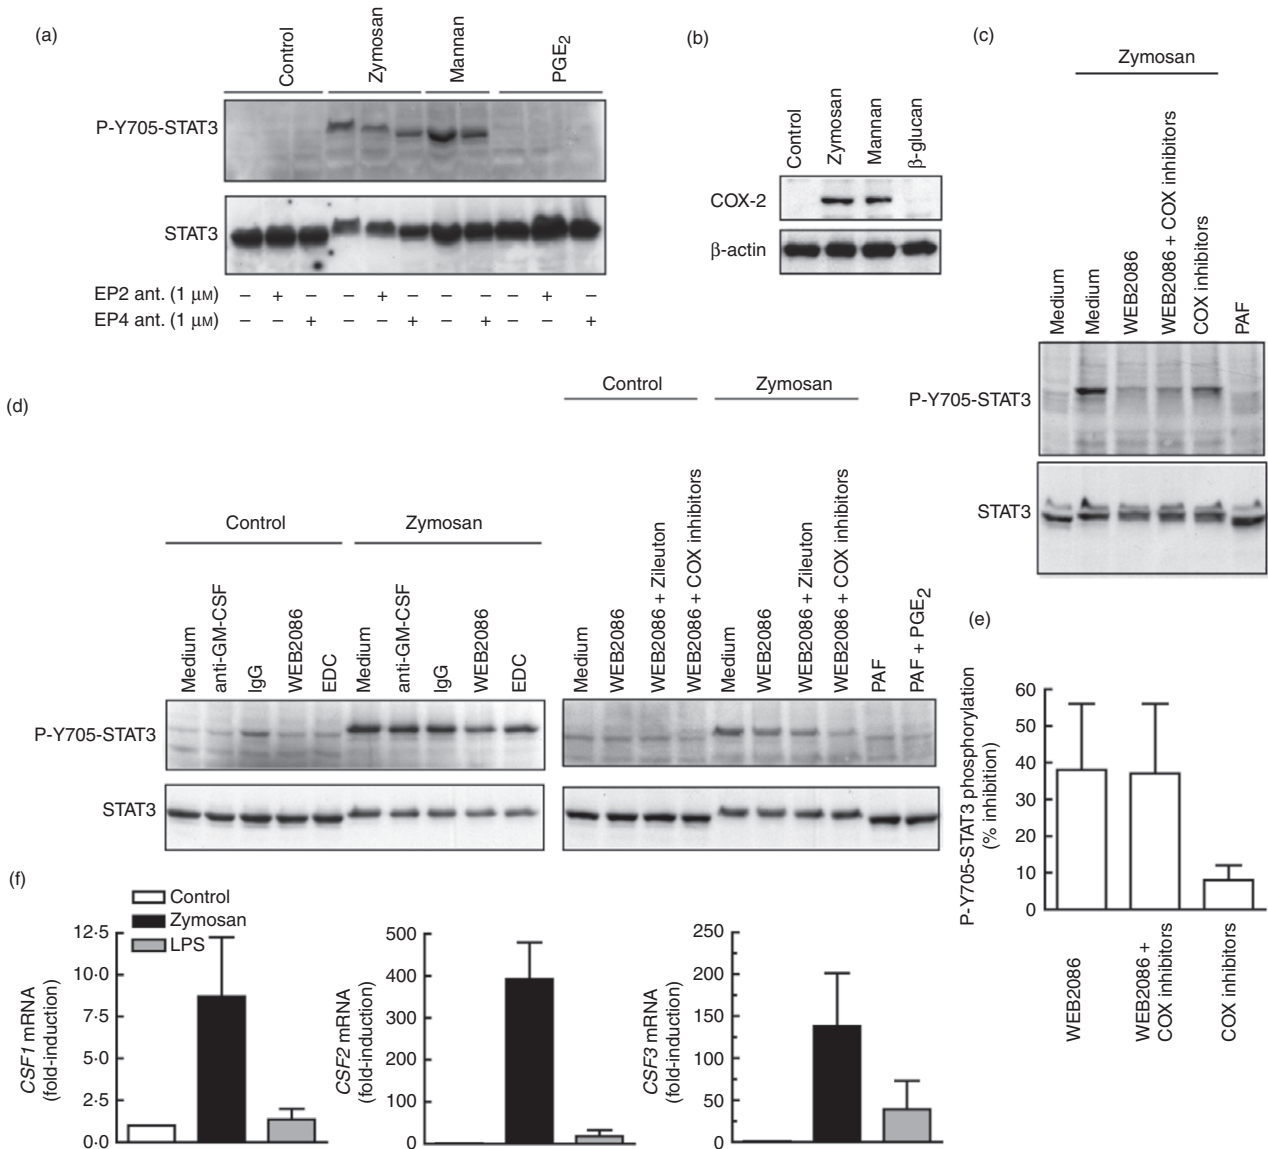 (a)
Control
Zymosan
Mannan
PGE2
P-Y705-STAT3
STAT3
EP2 ant. (1 μM) – + – – + – – – – + –
EP4 ant. (1 μM) – – + – – + – + – – +
(b)
Control
Zymosan
Mannan
β-glucan
COX-2
β-actin
(c)
Zymosan
Medium
Medium
WEB2086
WEB2086 + COX inhibitors
COX inhibitors
PAF
P-Y705-STAT3
STAT3
(d)
Control
Zymosan
Medium
anti-GM-CSF
IgG
WEB2086
EDC
Medium
anti-GM-CSF
IgG
WEB2086
EDC
P-Y705-STAT3
STAT3
Control
Zymosan
Medium
WEB2086
WEB2086 + Zileuton
WEB2086 + COX inhibitors
Medium
WEB2086
WEB2086 + Zileuton
WEB2086 + COX inhibitors
PAF
PAF + PGE2
(e)
P-Y705-STAT3 phosphorylation
(% inhibition)
60
50
40
30
20
10
0
WEB2086
WEB2086 +
COX inhibitors
COX inhibitors
(f)
Control
Zymosan
LPS
CSF1 mRNA
(fold-induction)
12·5
10·0
7·5
5·0
2·5
0·0
CSF2 mRNA
(fold-induction)
500
400
300
200
100
0
CSF3 mRNA
(fold-induction)
250
200
150
100
50
0